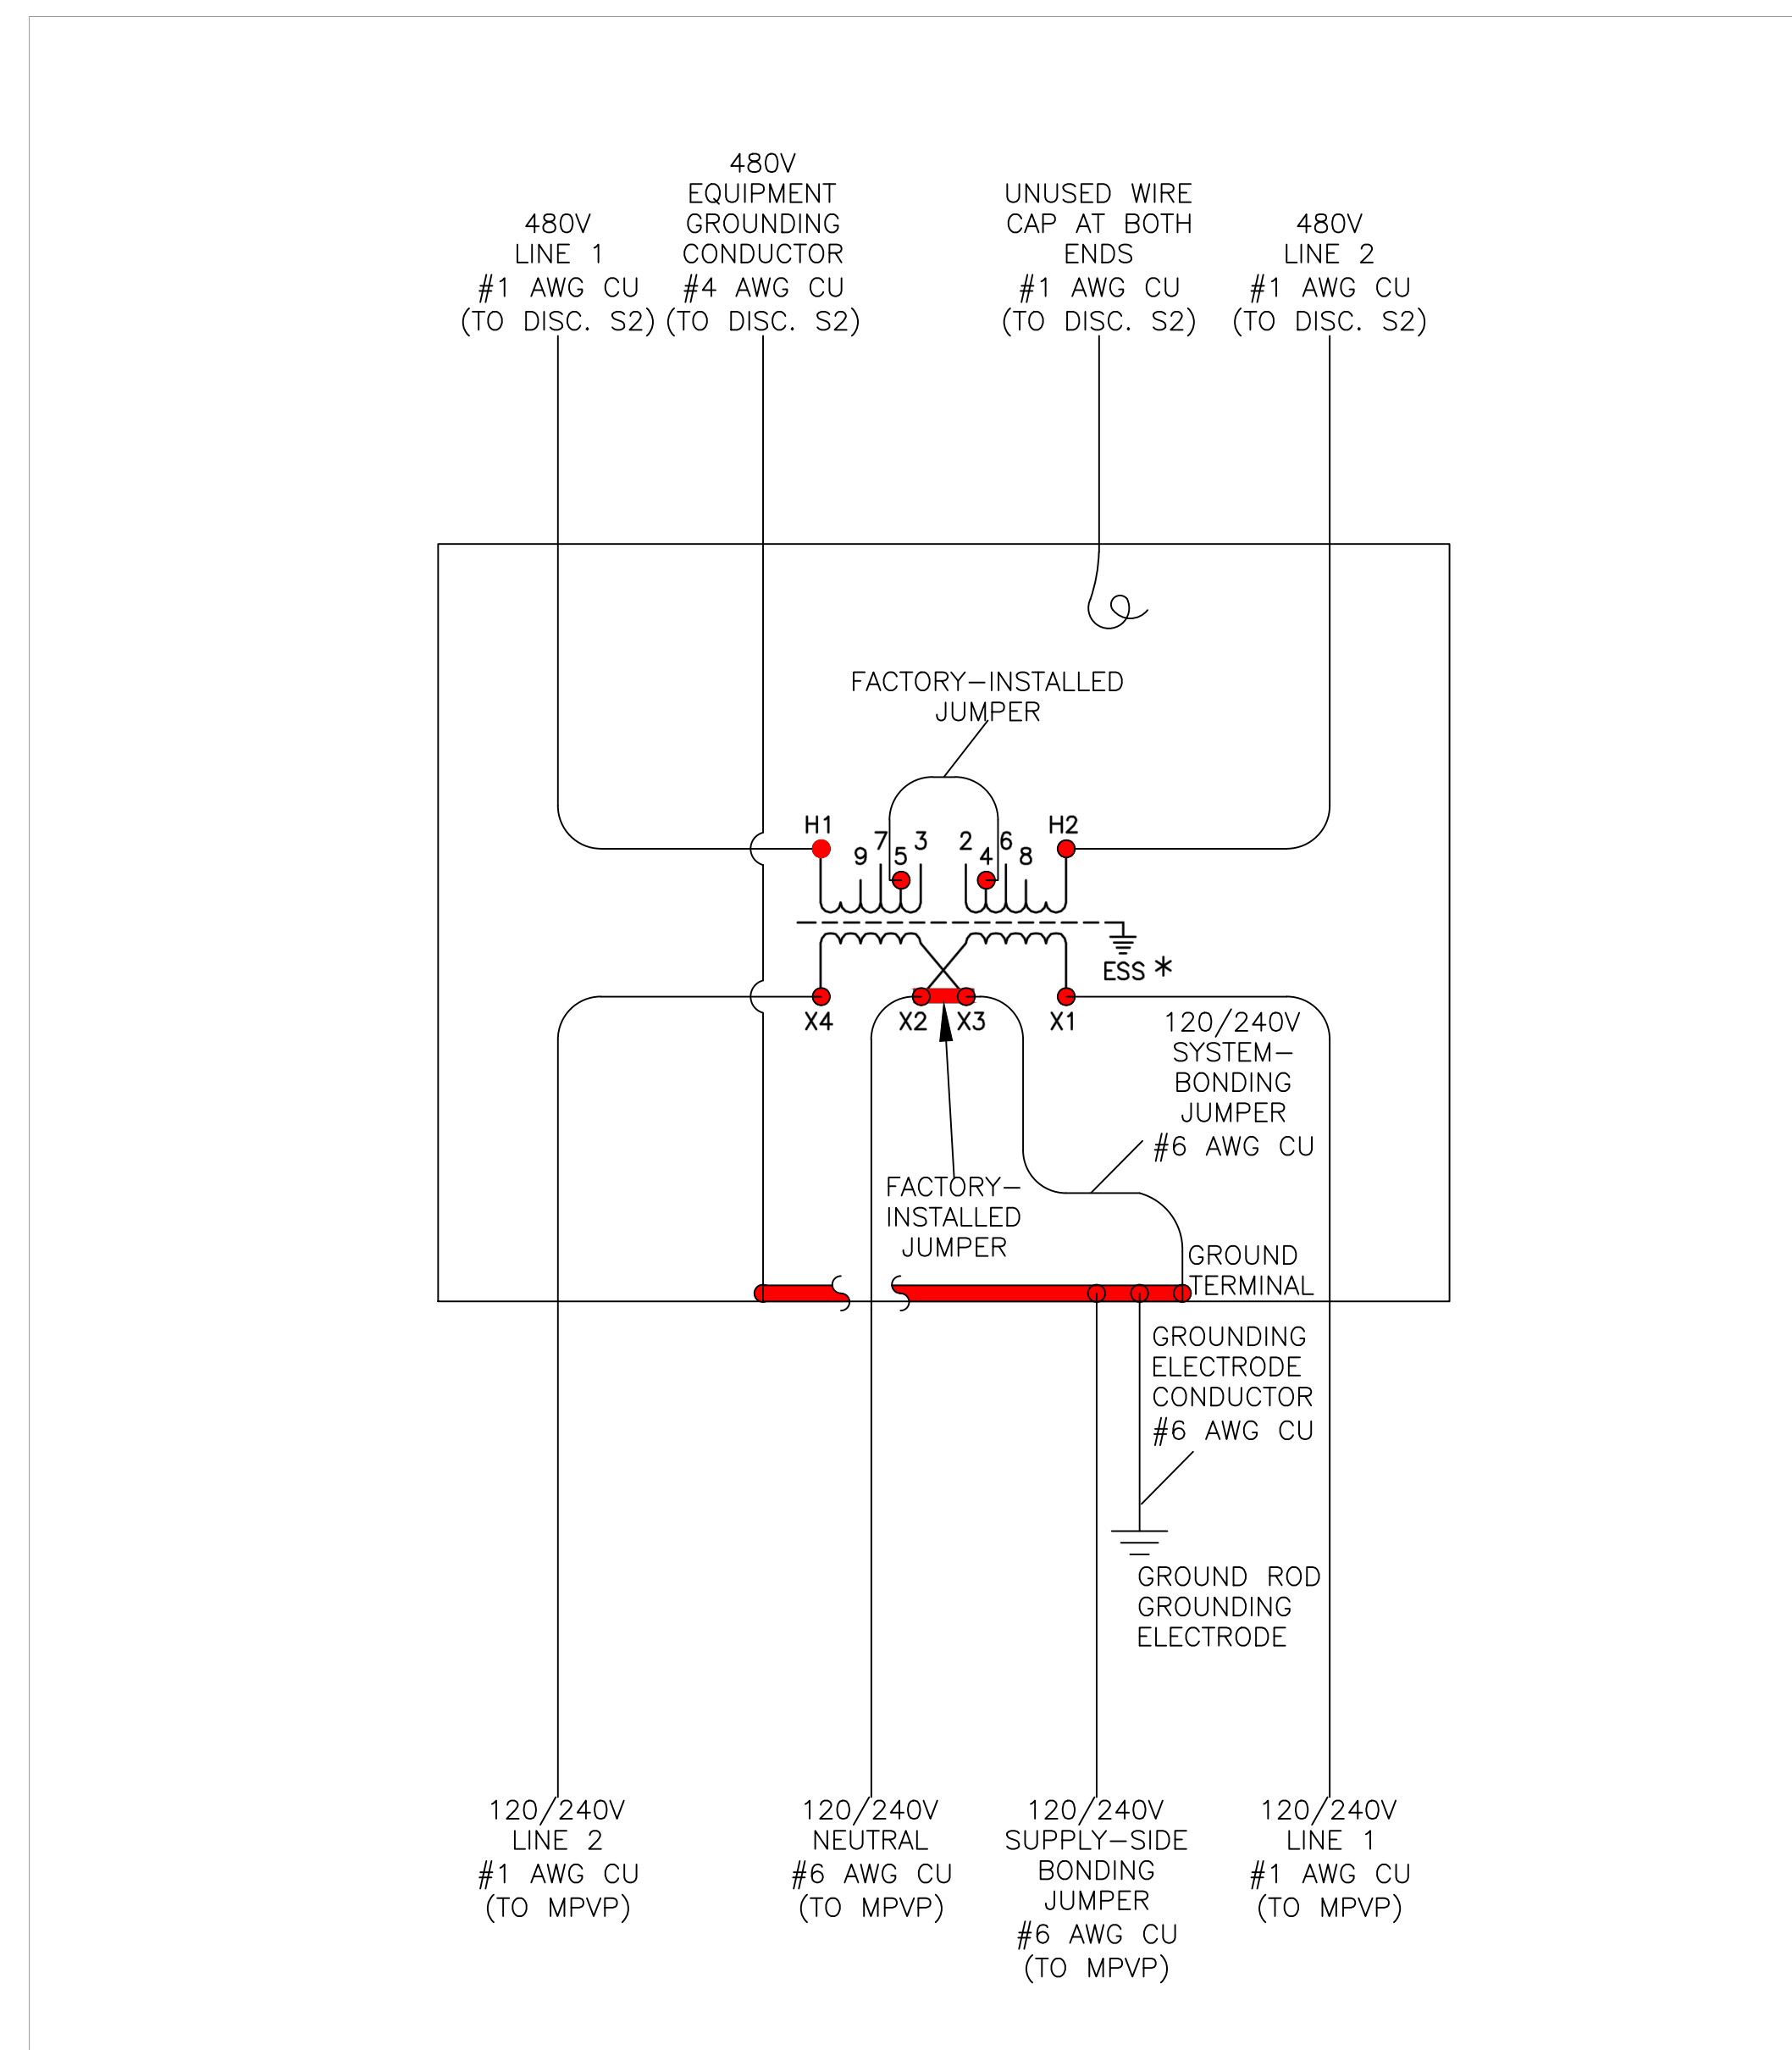 480V
LINE 1
#1 AWG CU
(TO DISC. S2)
480V
EQUIPMENT
GROUNDING
CONDUCTOR
#4 AWG CU
(TO DISC. S2)
UNUSED WIRE
CAP AT BOTH
ENDS
#1 AWG CU
(TO DISC. S2)
480V
LINE 2
#1 AWG CU
(TO DISC. S2)
FACTORY-INSTALLED
JUMPER
H1
9
7
5
3
2
4
6
8
H2
ESS *
X4
X2
X3
X1
120/240V
SYSTEM-
BONDING
JUMPER
#6 AWG CU
FACTORY-
INSTALLED
JUMPER
GROUND
TERMINAL
GROUNDING
ELECTRODE
CONDUCTOR
#6 AWG CU
GROUND ROD
GROUNDING
ELECTRODE
120/240V
LINE 2
#1 AWG CU
(TO MPVP)
120/240V
NEUTRAL
#6 AWG CU
(TO MPVP)
120/240V
SUPPLY-SIDE
BONDING
JUMPER
#6 AWG CU
(TO MPVP)
120/240V
LINE 1
#1 AWG CU
(TO MPVP)